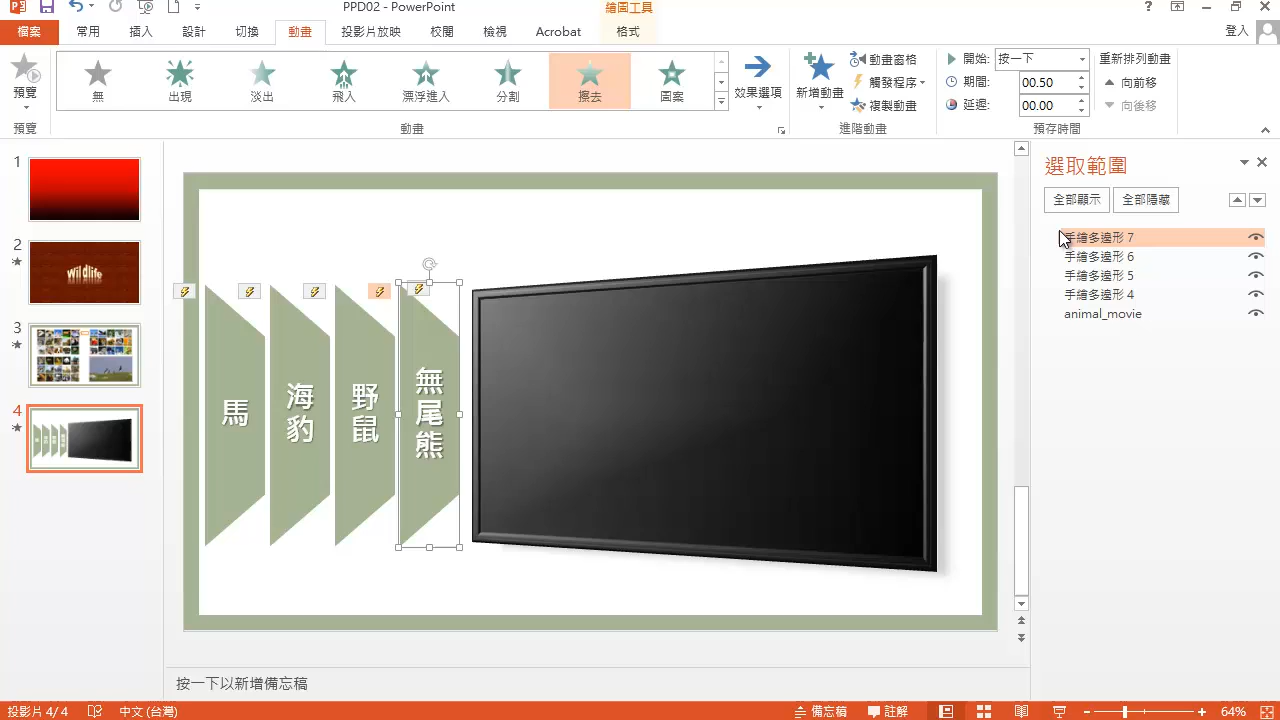 PPD02 - PowerPoint
繪圖工具
檔案
常用
插入
設計
切換
動畫
投影片放映
校閱
檢視
Acrobat
格式
登入
預覽
無
出現
淡出
飛入
漂浮進入
分割
擦去
圖案
效果選項
新增動畫
動畫窗格
觸發程序
複製動畫
開始: 按一下
期間: 00.50
延遲: 00.00
重新排列動畫
向前移
向後移
預覽
動畫
進階動畫
預存時間
1
2
Wildlife
3
4
馬
海豹
野鼠
無尾熊
選取範圍
全部顯示
全部隱藏
手繪多邊形 7
手繪多邊形 6
手繪多邊形 5
手繪多邊形 4
animal_movie
按一下以新增備忘稿
投影片 4/4
中文 (台灣)
備忘稿
註解
64%